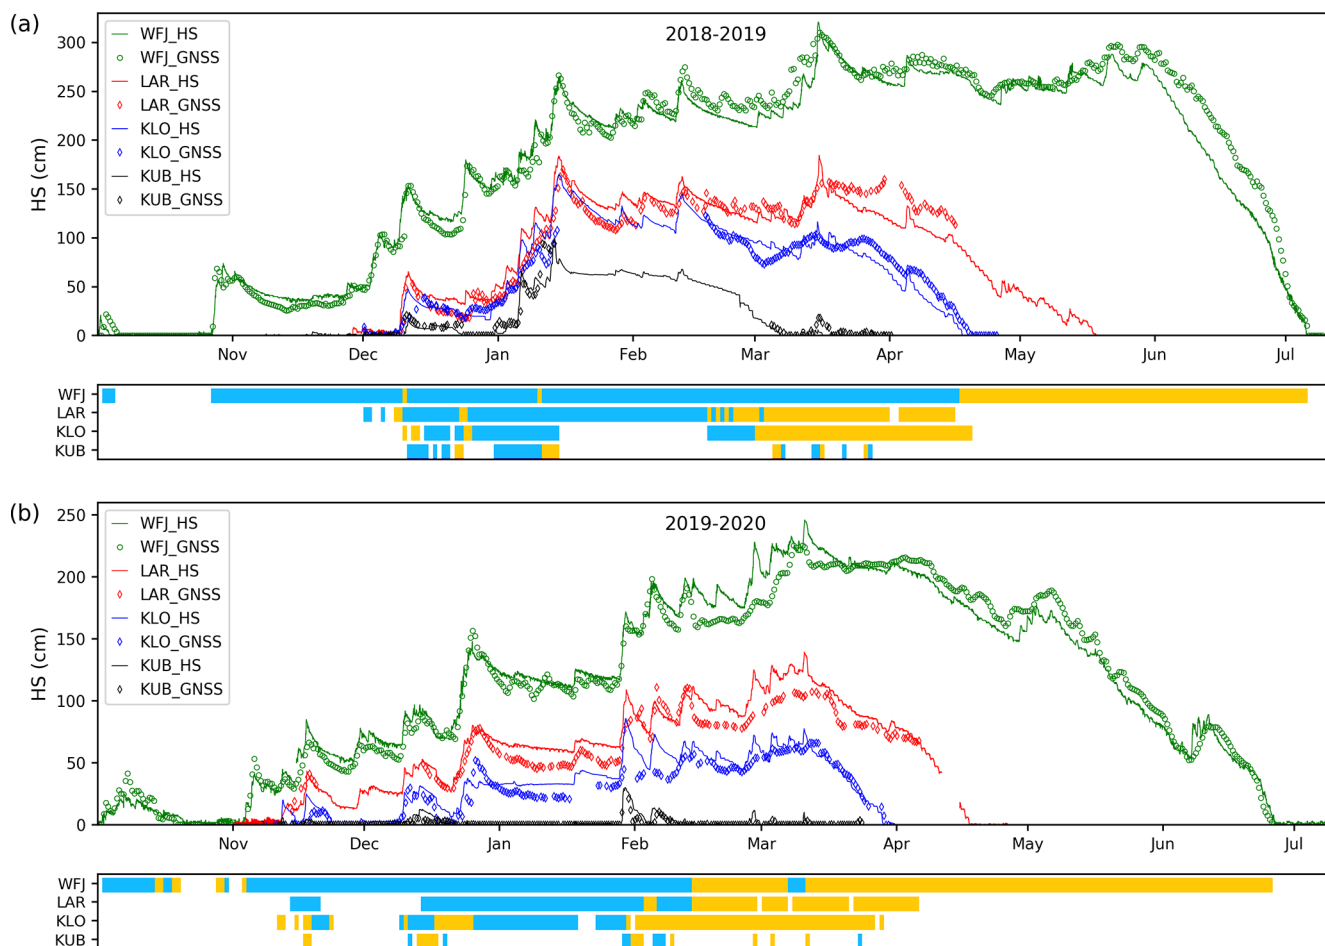 (a)
2018-2019
WFJ_HS
WFJ_GNSS
LAR_HS
LAR_GNSS
KLO_HS
KLO_GNSS
KUB_HS
KUB_GNSS
HS (cm)
300
250
200
150
100
50
0
Nov Dec Jan Feb Mar Apr May Jun Jul
WFJ
LAR
KLO
KUB
(b)
2019-2020
WFJ_HS
WFJ_GNSS
LAR_HS
LAR_GNSS
KLO_HS
KLO_GNSS
KUB_HS
KUB_GNSS
HS (cm)
250
200
150
100
50
0
Nov Dec Jan Feb Mar Apr May Jun Jul
WFJ
LAR
KLO
KUB